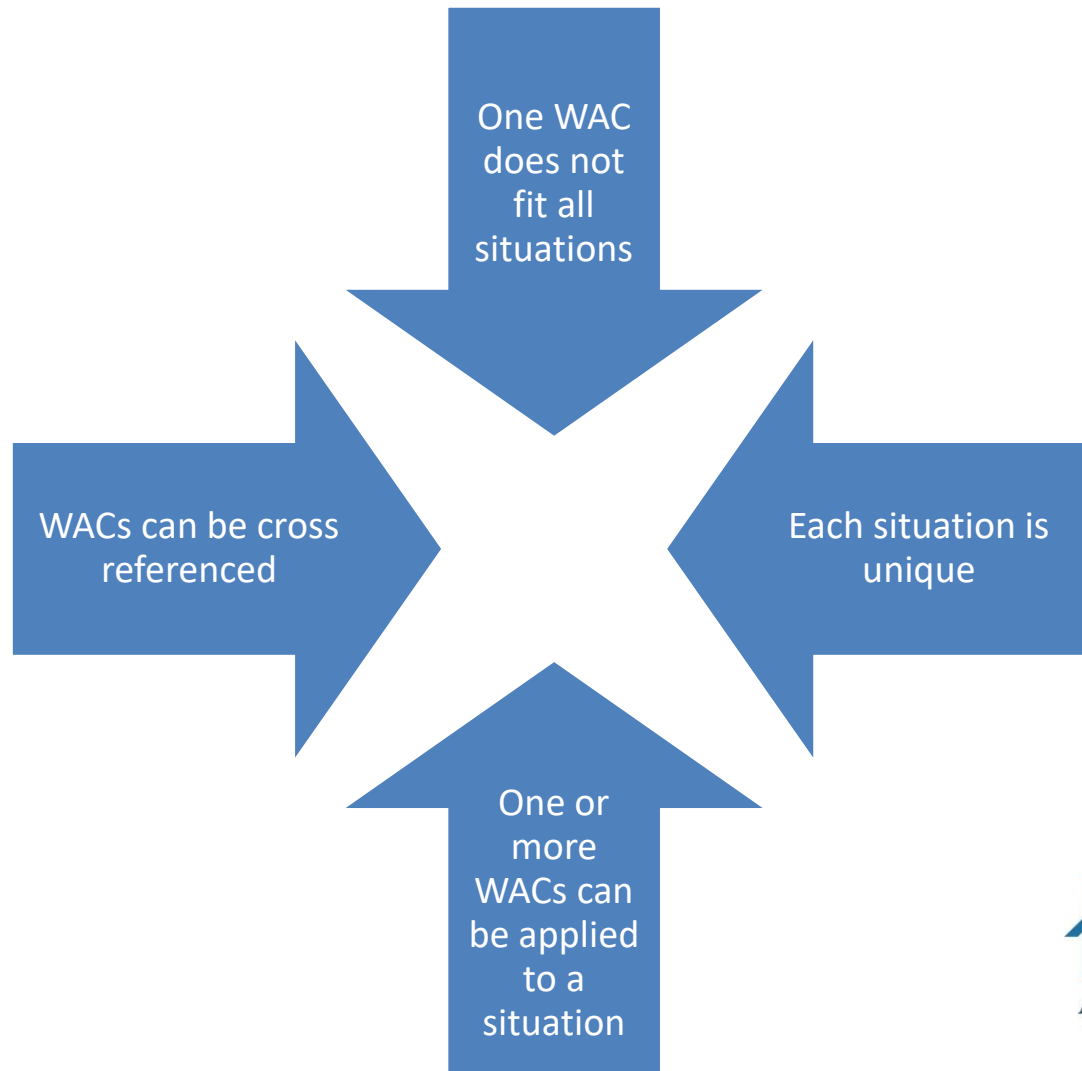 One WAC
does not
fit all
situations
WACs can be cross
referenced
Each situation is
unique
One or
more
WACs can
be applied
to a
situation